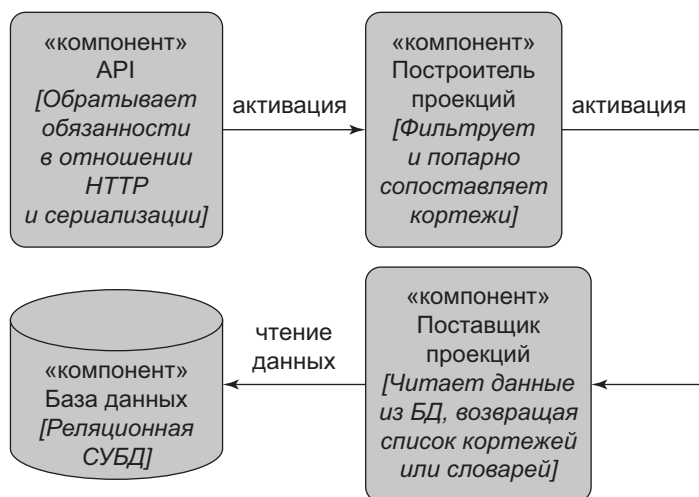 «компонент»
API
[Обратывает
обязанности
в отношении
HTTP
и сериализации]
активация
«компонент»
Построитель
проекций
[Фильтрует
и попарно
сопоставляет
кортежи]
активация
«компонент»
База данных
[Реляционная
СУБД]
чтение
данных
«компонент»
Поставщик
проекций
[Читает данные
из БД, возвращая
список кортежей
или словарей]